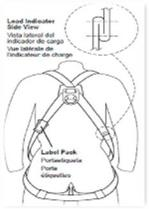 Load Indicator
Side View
Vista lateral del
indicador de carga
Vue latérale de
l'indicateur de charge
Label Pack
Portaetiqueta
Porte
étiquettes